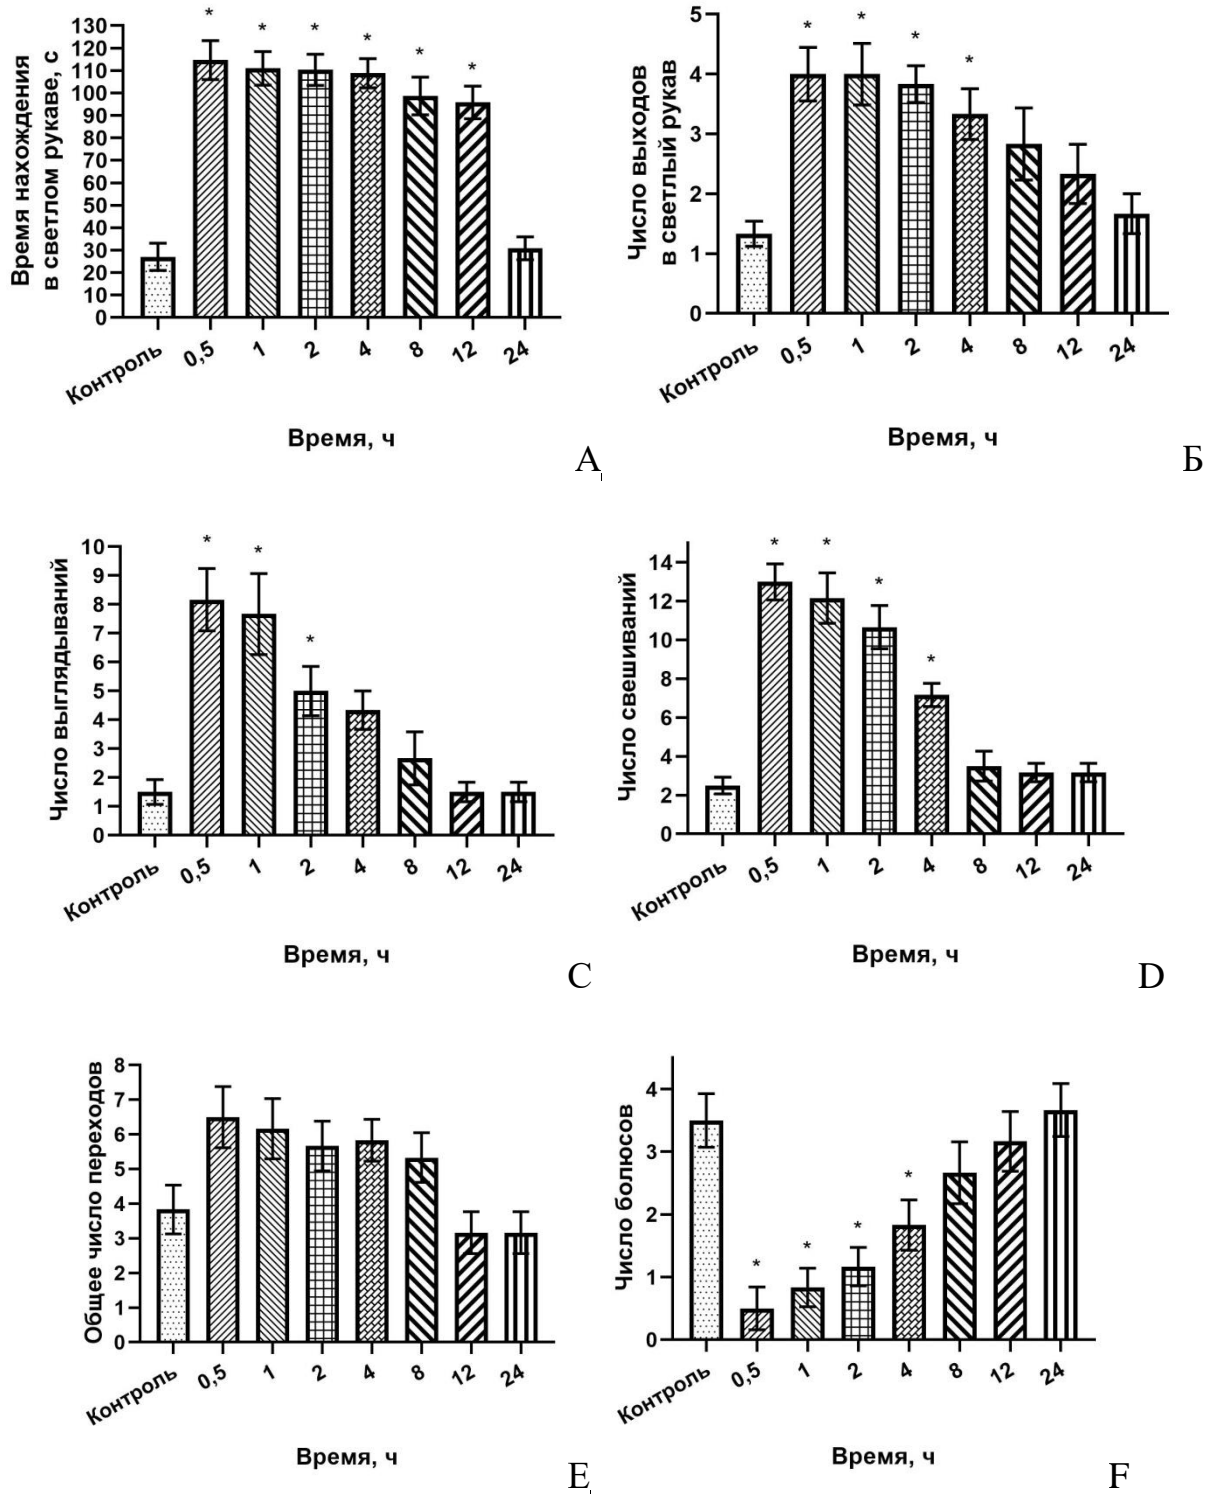 Время нахождения
в светлом рукаве, с
130
120
110
100
90
80
70
60
50
40
30
20
10
0
* * * * * *
Контроль 0,5 1 2 4 8 12 24
Время, ч
А
Число выходов
в светлый рукав
5
4
3
2
1
0
* * * *
Контроль 0,5 1 2 4 8 12 24
Время, ч
Б
Число выглядываний
10
9
8
7
6
5
4
3
2
1
0
* * *
Контроль 0,5 1 2 4 8 12 24
Время, ч
C
Число свешиваний
14
12
10
8
6
4
2
0
* * * *
Контроль 0,5 1 2 4 8 12 24
Время, ч
D
Общее число переходов
8
7
6
5
4
3
2
1
0
Контроль 0,5 1 2 4 8 12 24
Время, ч
E
Число болюсов
4
3
2
1
0
* * * *
Контроль 0,5 1 2 4 8 12 24
Время, ч
F